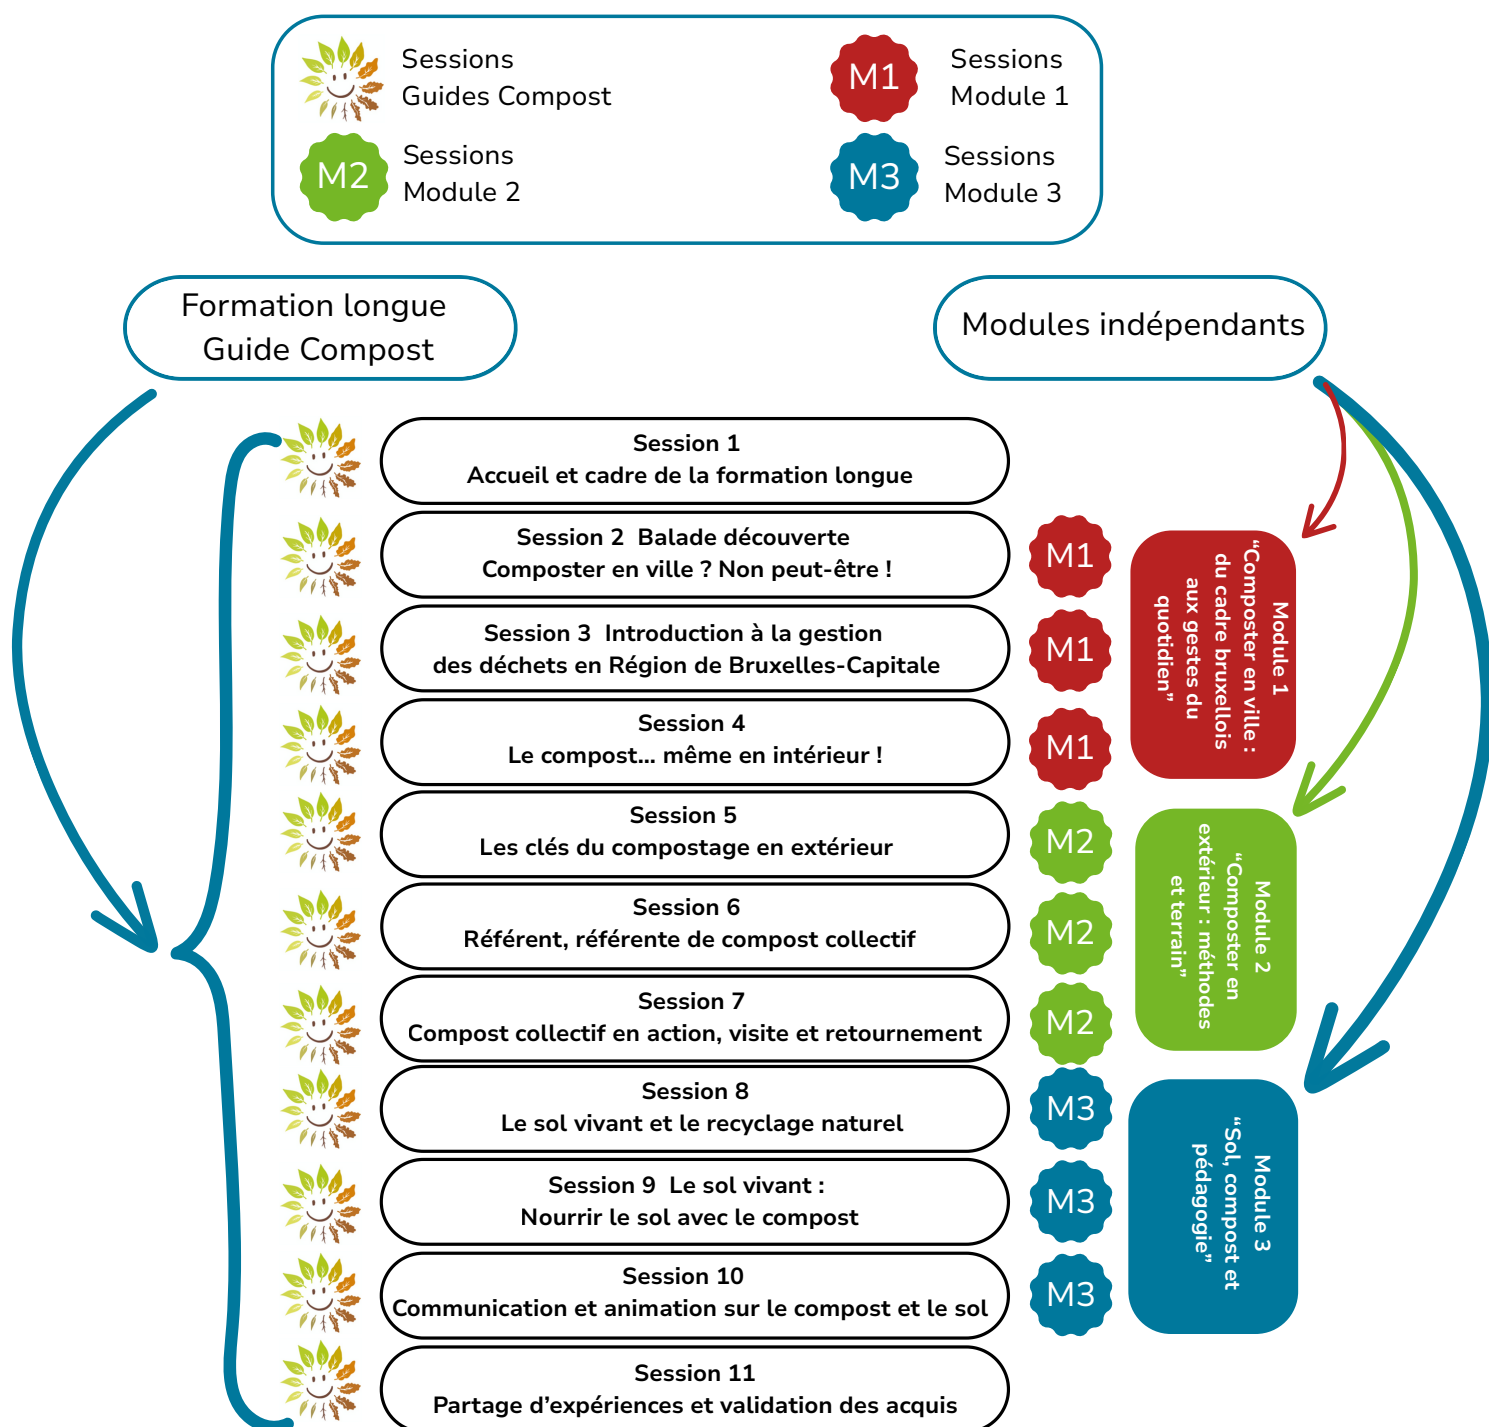 Sessions
Guides Compost
M1
Sessions
Module 1
M2
Sessions
Module 2
M3
Sessions
Module 3
Formation longue
Guide Compost
Modules indépendants
Session 1
Accueil et cadre de la formation longue
Session 2  Balade découverte
Composter en ville ? Non peut-être !
M1
Session 3  Introduction à la gestion
des déchets en Région de Bruxelles-Capitale
M1
Session 4
Le compost... même en intérieur !
M1
Module 1
“Composter en ville :
du cadre bruxellois
aux gestes du
quotidien”
Session 5
Les clés du compostage en extérieur
M2
Session 6
Référent, référente de compost collectif
M2
Session 7
Compost collectif en action, visite et retournement
M2
Module 2
“Composter en
extérieur : méthodes
et terrain”
Session 8
Le sol vivant et le recyclage naturel
M3
Session 9  Le sol vivant :
Nourrir le sol avec le compost
M3
Session 10
Communication et animation sur le compost et le sol
M3
Module 3
“Sol, compost et
pédagogie”
Session 11
Partage d’expériences et validation des acquis